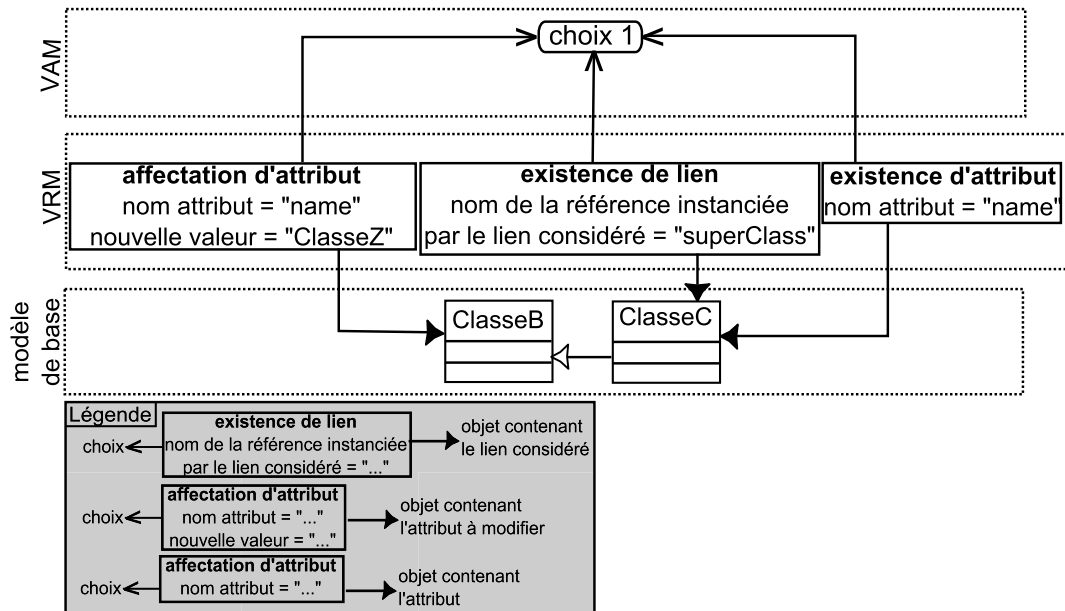 VAM
choix 1
VRM
affectation d'attribut
nom attribut = "name"
nouvelle valeur = "ClasseZ"
existence de lien
nom de la référence instanciée
par le lien considéré = "superClass"
existence d'attribut
nom attribut = "name"
modèle
de base
ClasseB
ClasseC
Légende
choix
existence de lien
nom de la référence instanciée
par le lien considéré = "..."
objet contenant
le lien considéré
choix
affectation d'attribut
nom attribut = "..."
nouvelle valeur = "..."
objet contenant
l'attribut à modifier
choix
affectation d'attribut
nom attribut = "..."
objet contenant
l'attribut